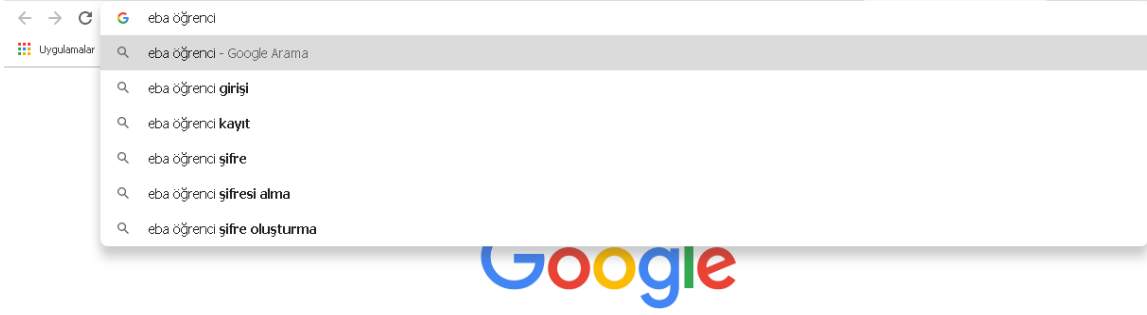 eba öğrenci
Uygulamalar
eba öğrenci - Google Arama
eba öğrenci girişi
eba öğrenci kayıt
eba öğrenci şifre
eba öğrenci şifresi alma
eba öğrenci şifre oluşturma
Google